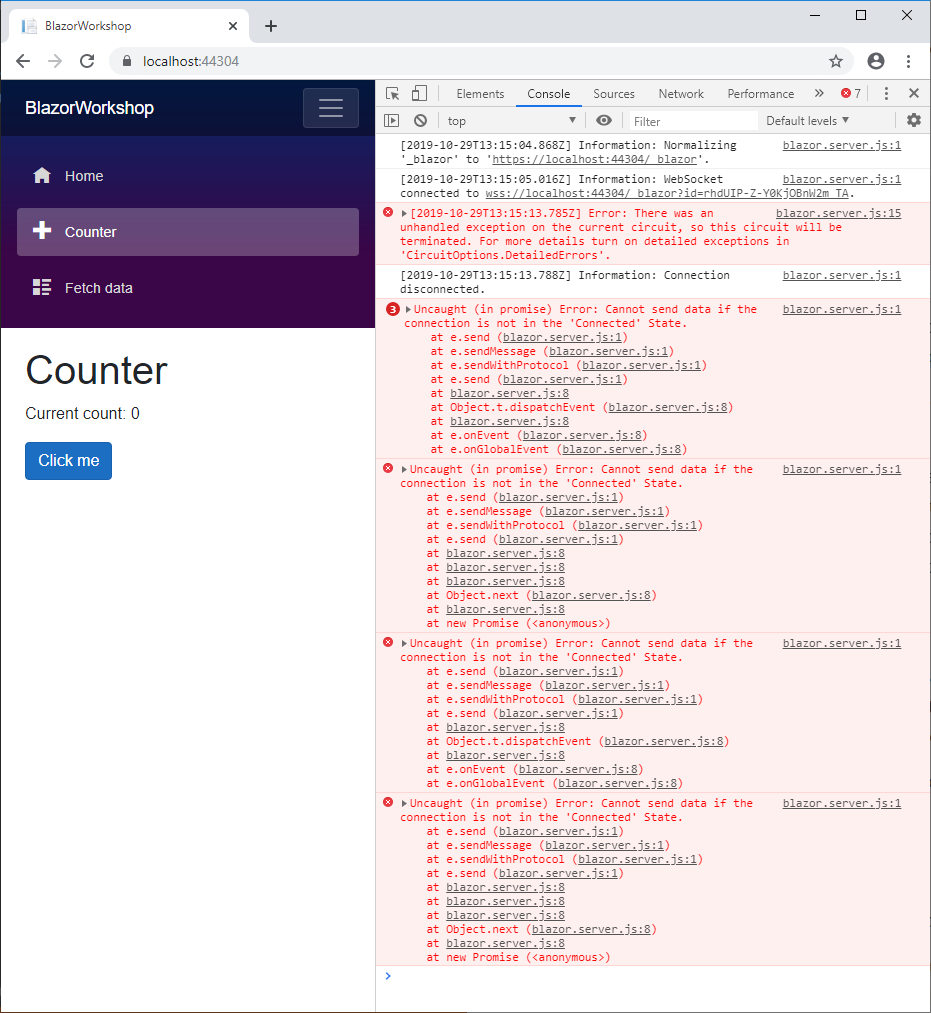 BlazorWorkshop
localhost:44304
BlazorWorkshop
Home
Counter
Fetch data
Counter
Current count: 0
Click me
Elements Console Sources Network Performance » 7
top Filter Default levels
[2019-10-29T13:15:04.868Z] Information: Normalizing blazor.server.js:1
'_blazor' to 'https://localhost:44304/_blazor'.
[2019-10-29T13:15:05.016Z] Information: WebSocket blazor.server.js:1
connected to wss://localhost:44304/_blazor?id=rhdUIP-Z-Y0KjOBnW2m_TA.
[2019-10-29T13:15:13.785Z] Error: There was an blazor.server.js:15
unhandled exception on the current circuit, so this circuit will be
terminated. For more details turn on detailed exceptions in
'CircuitOptions.DetailedErrors'.
[2019-10-29T13:15:13.788Z] Information: Connection blazor.server.js:1
disconnected.
3 Uncaught (in promise) Error: Cannot send data if the blazor.server.js:1
connection is not in the 'Connected' State.
at e.send (blazor.server.js:1)
at e.sendMessage (blazor.server.js:1)
at e.sendWithProtocol (blazor.server.js:1)
at e.send (blazor.server.js:1)
at blazor.server.js:8
at Object.t.dispatchEvent (blazor.server.js:8)
at blazor.server.js:8
at e.onEvent (blazor.server.js:8)
at e.onGlobalEvent (blazor.server.js:8)
Uncaught (in promise) Error: Cannot send data if the blazor.server.js:1
connection is not in the 'Connected' State.
at e.send (blazor.server.js:1)
at e.sendMessage (blazor.server.js:1)
at e.sendWithProtocol (blazor.server.js:1)
at e.send (blazor.server.js:1)
at blazor.server.js:8
at blazor.server.js:8
at blazor.server.js:8
at Object.next (blazor.server.js:8)
at blazor.server.js:8
at new Promise (<anonymous>)
Uncaught (in promise) Error: Cannot send data if the blazor.server.js:1
connection is not in the 'Connected' State.
at e.send (blazor.server.js:1)
at e.sendMessage (blazor.server.js:1)
at e.sendWithProtocol (blazor.server.js:1)
at e.send (blazor.server.js:1)
at blazor.server.js:8
at Object.t.dispatchEvent (blazor.server.js:8)
at blazor.server.js:8
at e.onEvent (blazor.server.js:8)
at e.onGlobalEvent (blazor.server.js:8)
Uncaught (in promise) Error: Cannot send data if the blazor.server.js:1
connection is not in the 'Connected' State.
at e.send (blazor.server.js:1)
at e.sendMessage (blazor.server.js:1)
at e.sendWithProtocol (blazor.server.js:1)
at e.send (blazor.server.js:1)
at blazor.server.js:8
at blazor.server.js:8
at blazor.server.js:8
at Object.next (blazor.server.js:8)
at blazor.server.js:8
at new Promise (<anonymous>)